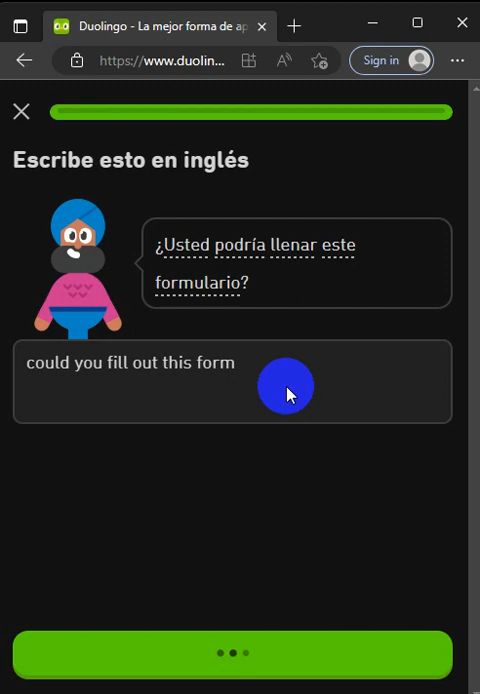 Duolingo - La mejor forma de ap
https://www.duolin...
Sign in
Escribe esto en inglés
¿Usted podría llenar este
formulario?
could you fill out this form